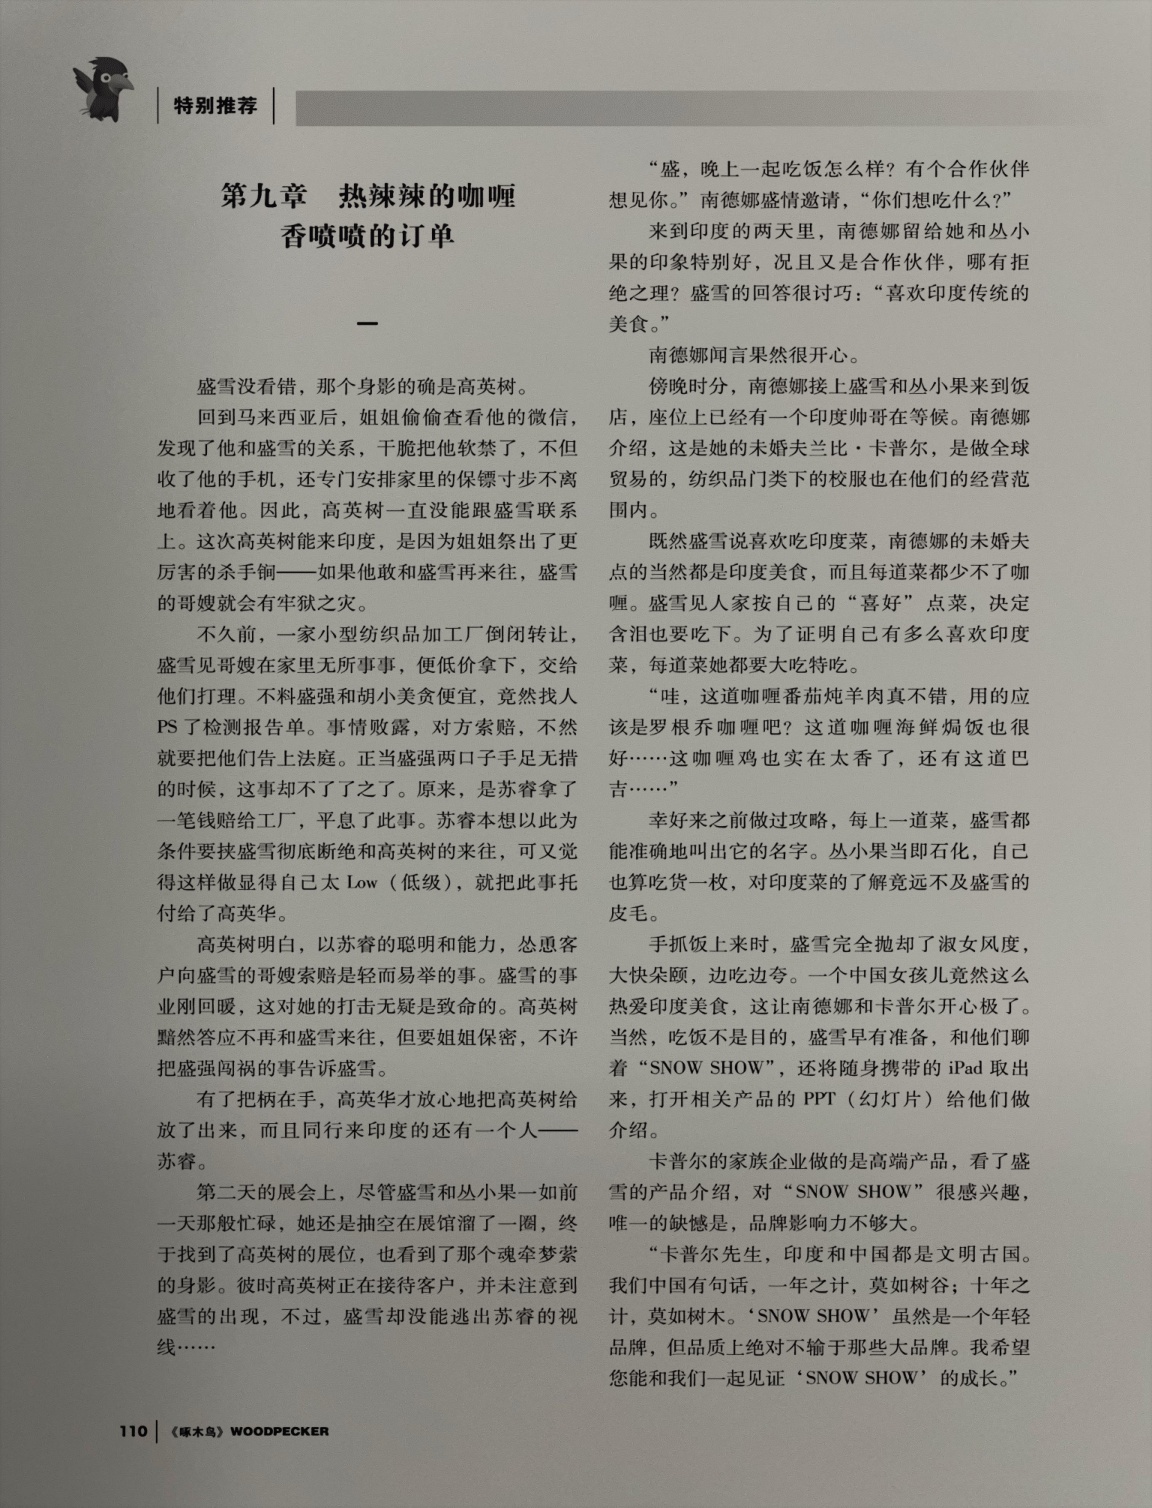 特别推荐
第九章　热辣辣的咖喱
香喷喷的订单
一
盛雪没看错，那个身影的确是高英树。
回到马来西亚后，姐姐偷偷查看他的微信，
发现了他和盛雪的关系，干脆把他软禁了，不但
收了他的手机，还专门安排家里的保镖寸步不离
地看着他。因此，高英树一直没能跟盛雪联系
上。这次高英树能来印度，是因为姐姐祭出了更
厉害的杀手锏——如果他敢和盛雪再来往，盛雪
的哥嫂就会有牢狱之灾。
不久前，一家小型纺织品加工厂倒闭转让，
盛雪见哥嫂在家里无所事事，便低价拿下，交给
他们打理。不料盛强和胡小美贪便宜，竟然找人
PS了检测报告单。事情败露，对方索赔，不然
就要把他们告上法庭。正当盛强两口子手足无措
的时候，这事却不了了之了。原来，是苏睿拿了
一笔钱赔给工厂，平息了此事。苏睿本想以此为
条件要挟盛雪彻底断绝和高英树的来往，可又觉
得这样做显得自己太 Low（低级），就把此事托
付给了高英华。
高英树明白，以苏睿的聪明和能力，怂恿客
户向盛雪的哥嫂索赔是轻而易举的事。盛雪的事
业刚回暖，这对她的打击无疑是致命的。高英树
黯然答应不再和盛雪来往，但要姐姐保密，不许
把盛强闯祸的事告诉盛雪。
有了把柄在手，高英华才放心地把高英树给
放了出来，而且同行来印度的还有一个人——
苏睿。
第二天的展会上，尽管盛雪和丛小果一如前
一天那般忙碌，她还是抽空在展馆溜了一圈，终
于找到了高英树的展位，也看到了那个魂牵梦萦
的身影。彼时高英树正在接待客户，并未注意到
盛雪的出现，不过，盛雪却没能逃出苏睿的视
线……
“盛，晚上一起吃饭怎么样？有个合作伙伴
想见你。”南德娜盛情邀请，“你们想吃什么？”
来到印度的两天里，南德娜留给她和丛小
果的印象特别好，况且又是合作伙伴，哪有拒
绝之理？盛雪的回答很讨巧：“喜欢印度传统的
美食。”
南德娜闻言果然很开心。
傍晚时分，南德娜接上盛雪和丛小果来到饭
店，座位上已经有一个印度帅哥在等候。南德娜
介绍，这是她的未婚夫兰比·卡普尔，是做全球
贸易的，纺织品门类下的校服也在他们的经营范
围内。
既然盛雪说喜欢吃印度菜，南德娜的未婚夫
点的当然都是印度美食，而且每道菜都少不了咖
喱。盛雪见人家按自己的“喜好”点菜，决定
含泪也要吃下。为了证明自己有多么喜欢印度
菜，每道菜她都要大吃特吃。
“哇，这道咖喱番茄炖羊肉真不错，用的应
该是罗根乔咖喱吧？这道咖喱海鲜焗饭也很
好……这咖喱鸡也实在太香了，还有这道巴
吉……”
幸好来之前做过攻略，每上一道菜，盛雪都
能准确地叫出它的名字。丛小果当即石化，自己
也算吃货一枚，对印度菜的了解竟远不及盛雪的
皮毛。
手抓饭上来时，盛雪完全抛却了淑女风度，
大快朵颐，边吃边夸。一个中国女孩儿竟然这么
热爱印度美食，这让南德娜和卡普尔开心极了。
当然，吃饭不是目的，盛雪早有准备，和他们聊
着“SNOW SHOW”，还将随身携带的 iPad 取出
来，打开相关产品的 PPT（幻灯片）给他们做
介绍。
卡普尔的家族企业做的是高端产品，看了盛
雪的产品介绍，对“SNOW SHOW”很感兴趣，
唯一的缺憾是，品牌影响力不够大。
“卡普尔先生，印度和中国都是文明古国。
我们中国有句话，一年之计，莫如树谷；十年之
计，莫如树木。‘SNOW SHOW’虽然是一个年轻
品牌，但品质上绝对不输于那些大品牌。我希望
您能和我们一起见证‘SNOW SHOW’的成长。”
110 《啄木鸟》WOODPECKER